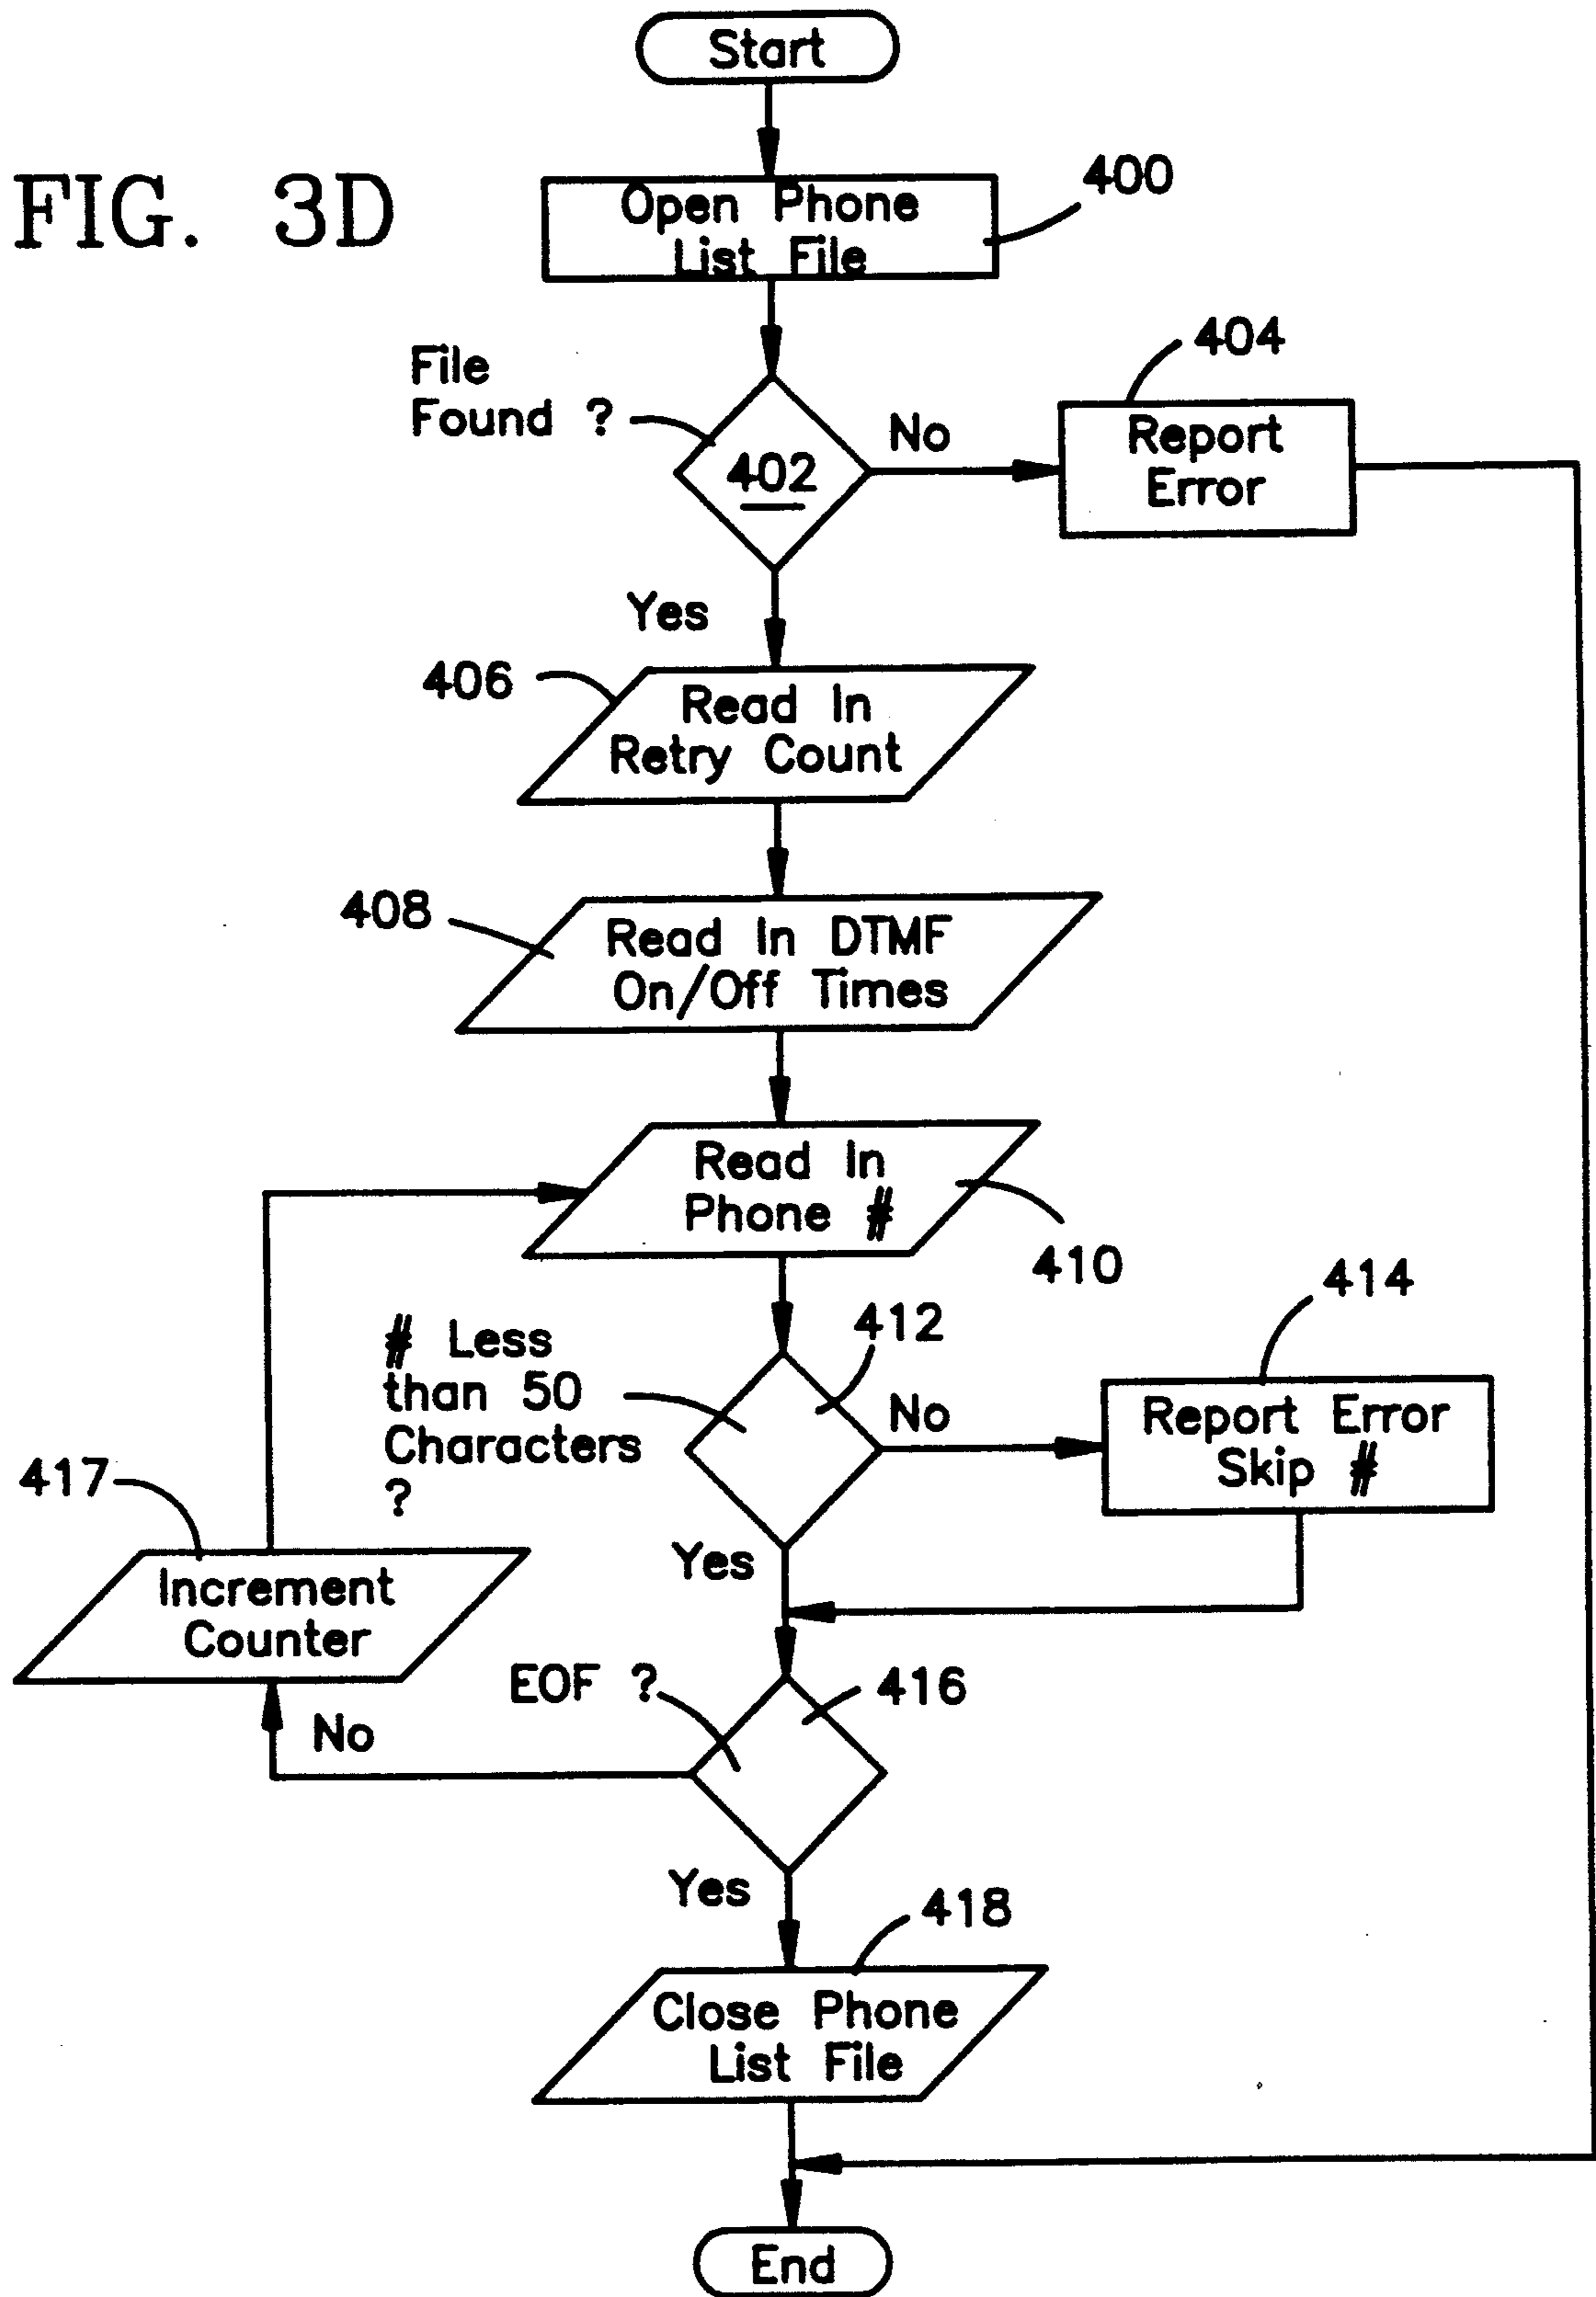 Start
FIG. 3D
400
Open Phone
List File
404
File
Found ?
402
No
Report
Error
Yes
406
Read In
Retry Count
408
Read In DTMF
On/Off Times
Read In
Phone #
410
414
412
# Less
than 50
Characters
?
No
Report Error
Skip #
417
Yes
Increment
Counter
EOF ?
416
No
Yes
418
Close Phone
List File
End